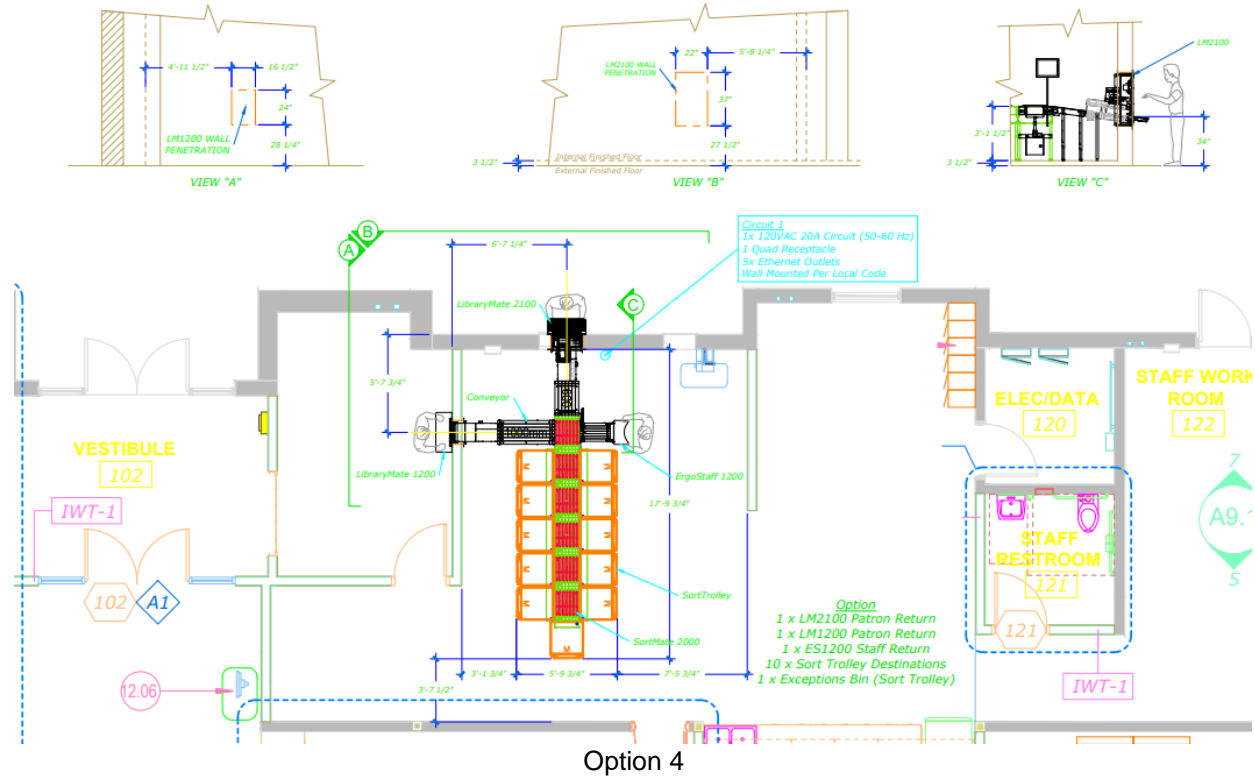 4'-11 1/2"
16 1/2"
24"
LM1200 WALL
PENETRATION
28 1/4"
VIEW "A"
22"
5'-8 1/4"
LM2100 WALL
PENETRATION
37"
27 1/2"
3 1/2"
Internal Finished Floor
External Finished Floor
VIEW "B"
LM2100
3'-1 1/2"
34"
3 1/2"
VIEW "C"
A
B
6'-7 1/4"
Circuit 1
1x 120VAC 20A Circuit (50-60 Hz)
1 Quad Receptacle
5x Ethernet Outlets
Wall Mounted Per Local Code
LibraryMate 2100
C
5'-7 3/4"
Conveyor
LibraryMate 1200
ErgoStaff 1200
17'-9 3/4"
VESTIBULE
102
ELEC/DATA
120
STAFF WORK
ROOM
122
IWT-1
102
A1
M
M
M
M
M
M
M
M
M
M
M
SortTrolley
SortMate 2000
STAFF
RESTROOM
121
121
7
A9.1
5
Option
1 x LM2100 Patron Return
1 x LM1200 Patron Return
1 x ES1200 Staff Return
10 x Sort Trolley Destinations
1 x Exceptions Bin (Sort Trolley)
3'-1 3/4"
5'-9 3/4"
7'-5 3/4"
3'-7 1/2"
12.06
IWT-1
Option 4